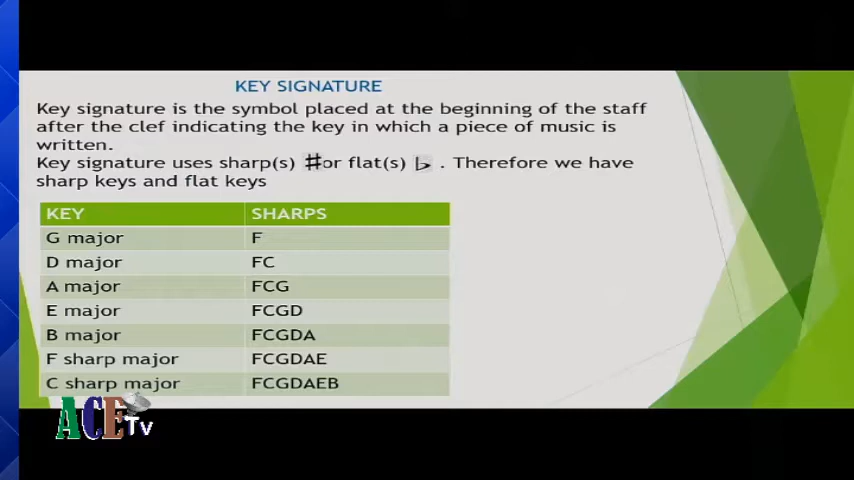 KEY SIGNATURE
Key signature is the symbol placed at the beginning of the staff
after the clef indicating the key in which a piece of music is
written.
Key signature uses sharp(s) ♯or flat(s) ♭ . Therefore we have
sharp keys and flat keys
KEY SHARPS
G major F
D major FC
A major FCG
E major FCGD
B major FCGDA
F sharp major FCGDAE
C sharp major FCGDAEB
ACE Tv